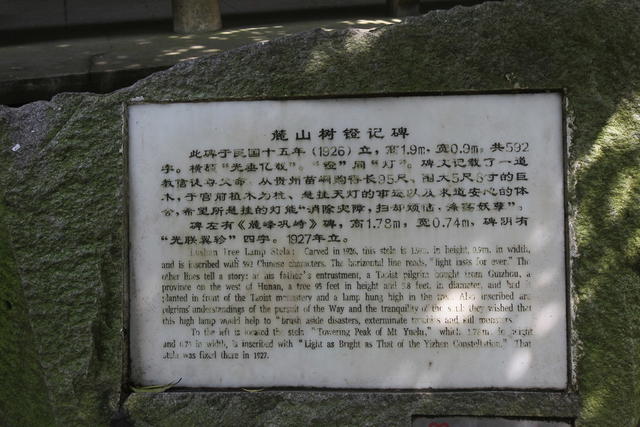 麓山树镫记碑
此碑于民国十五年（1926）立，高1.9m，宽0.9m。共592
字。横额“光垂亿载”。“镫”同“灯”。碑文记载了一道
教信徒尊父命，从贵州苗峒购得长95尺、围大5尺8寸的巨
木，于宫前植木为桅、悬挂天灯的事迹以及求道安心的体
会，希望所悬挂的灯能“消除灾障，扫却烦恼，涤荡妖孽”。
碑左有《麓峰巩峙》碑，高1.78m，宽0.74m，碑阴有
“光联翼轸”四字。1927年立。
Lushan Tree Lamp Stela: Carved in 1926, this stele is 1.9m. in height, 0.9m. in width,
and is inscribed with 592 Chinese characters. The horizontal line reads, "light lasts for ever." The
other lines tell a story: at his father's entrustment, a Taoist pilgrim bought from Guizhou, a
province on the west of Hunan, a tree 95 feet in height and 5.8 feet. in diameter, and had it
planted in front of the Taoist monastery and a lamp hung high in the tree. Also inscribed are
pilgrims' understandings of the pursuit of the Way and the tranquility of the soul; they wished that
this high lamp would help to "brush aside disasters, exterminate and kill monsters."
To the left is located the stela "Towering Peak of Mt Yuelu," which 1.78m. in height
and 0.74 in width, is inscribed with "Light as Bright as That of the Yizhen Constellation." That
stela was fixed there in 1927.